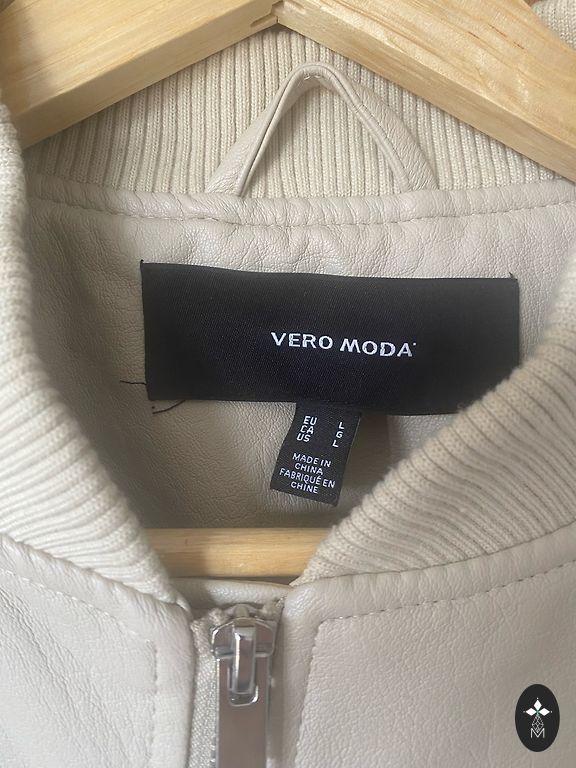 VERO MODA
EU L
CA G
US L
MADE IN
CHINA
FABRIQUÉ EN
CHINE
M